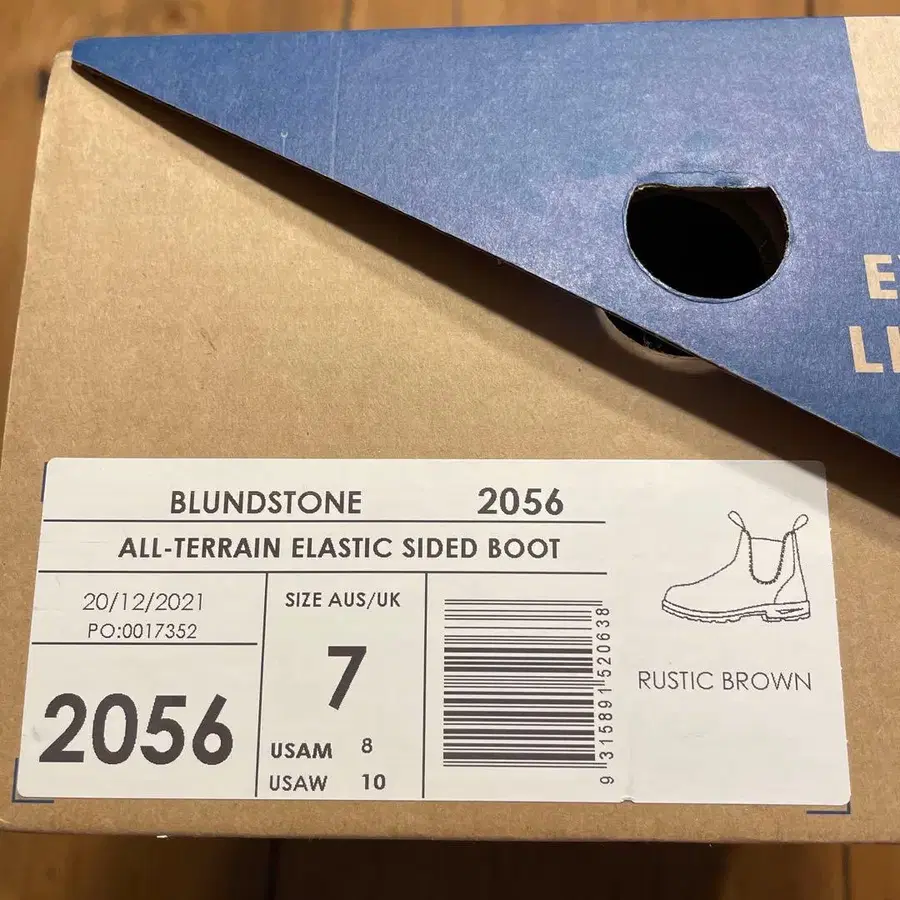 BLUNDSTONE 2056
ALL-TERRAIN ELASTIC SIDED BOOT
20/12/2021
PO:0017352
2056
SIZE AUS/UK
7
USAM 8
USAW 10
9 315891 520638
RUSTIC BROWN